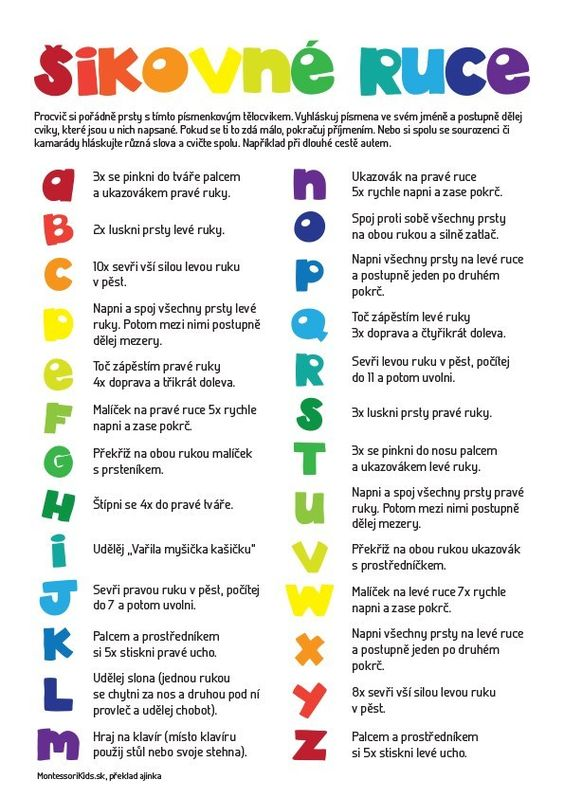 Šikovné ruce
Procvič si pořádně prsty s tímto písmenkovým tělocvikem. Vyhláskuj písmena ve svém jméně a postupně dělej
cviky, které jsou u nich napsané. Pokud se ti to zdá málo, pokračuj příjmením. Nebo si spolu se sourozenci či
kamarády hláskujte různá slova a cvičte spolu. Například při dlouhé cestě autem.
a
3x se pinkni do tváře palcem
a ukazovákem pravé ruky.
B
2x luskni prsty levé ruky.
c
10x sevři vší silou levou ruku
v pěst.
D
Napni a spoj všechny prsty levé
ruky. Potom mezi nimi postupně
dělej mezery.
e
Toč zápěstím pravé ruky
4x doprava a třikrát doleva.
F
Malíček na pravé ruce 5x rychle
napni a zase pokrč.
G
Překřiž na obou rukou malíček
s prsteníkem.
H
Štípni se 4x do pravé tváře.
i
Udělěj „Vařila myšička kašičku"
J
Sevři pravou ruku v pěst, počítej
do 7 a potom uvolni.
K
Palcem a prostředníkem
si 5x stiskni pravé ucho.
L
Udělej slona (jednou rukou
se chytni za nos a druhou pod ní
provleč a udělej chobot).
m
Hraj na klavír (místo klavíru
použij stůl nebo svoje stehna).
n
Ukazovák na pravé ruce
5x rychle napni a zase pokrč.
o
Spoj proti sobě všechny prsty
na obou rukou a silně zatlač.
p
Napni všechny prsty na levé ruce
a postupně jeden po druhém
pokrč.
Q
Toč zápěstím levé ruky
3x doprava a čtyřikrát doleva.
R
Sevři levou ruku v pěst, počítej
do 11 a potom uvolni.
S
3x luskni prsty pravé ruky.
T
3x se pinkni do nosu palcem
a ukazovákem levé ruky.
u
Napni a spoj všechny prsty pravé
ruky. Potom mezi nimi postupně
dělej mezery.
v
Překřiž na obou rukou ukazovák
s prostředníčkem.
W
Malíček na levé ruce 7x rychle
napni a zase pokrč.
x
Napni všechny prsty na levé ruce
a postupně jeden po druhém
pokrč.
y
8x sevři vší silou levou ruku
v pěst.
z
Palcem a prostředníkem
si 5x stiskni levé ucho.
MontessoriKids.sk, překlad ajinka